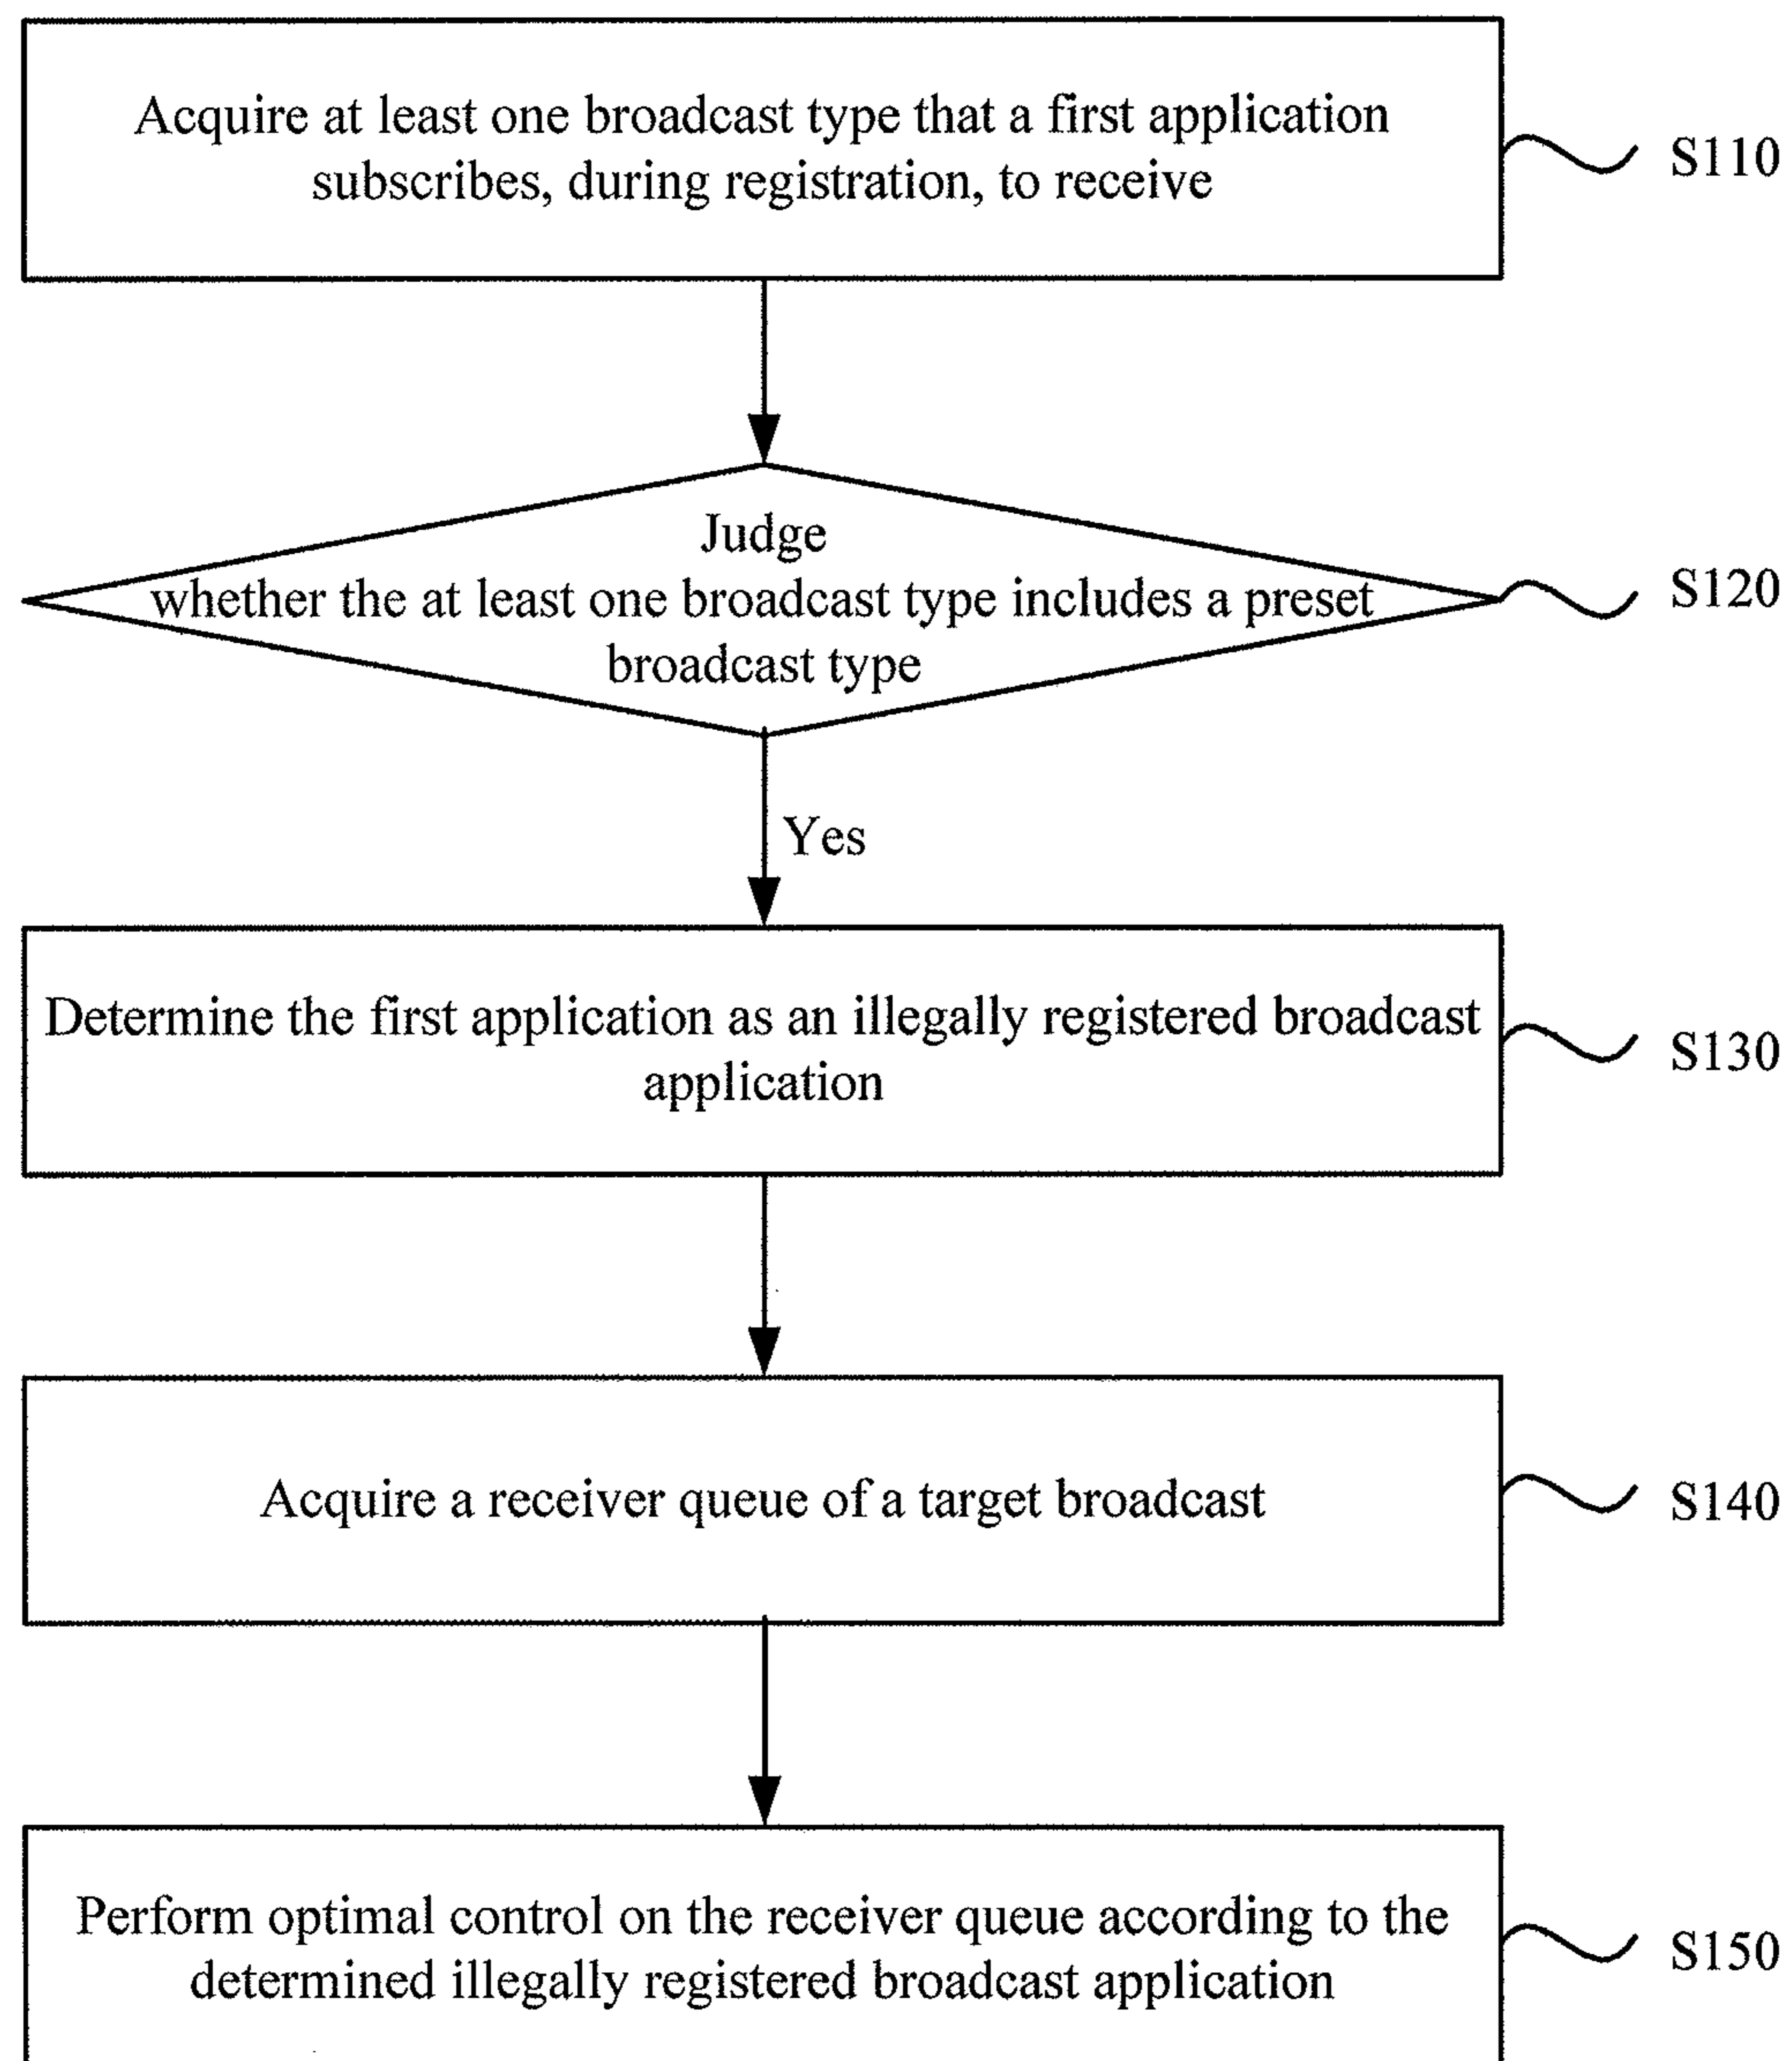 Acquire at least one broadcast type that a first application
subscribes, during registration, to receive
S110
Judge
whether the at least one broadcast type includes a preset
broadcast type
S120
Yes
Determine the first application as an illegally registered broadcast
application
S130
Acquire a receiver queue of a target broadcast
S140
Perform optimal control on the receiver queue according to the
determined illegally registered broadcast application
S150